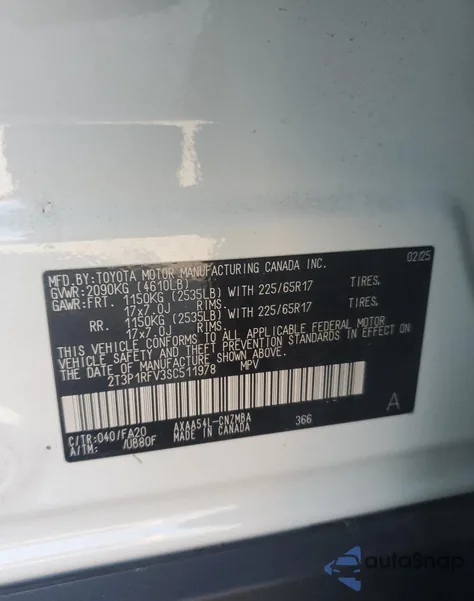 MFD.BY:TOYOTA MOTOR MANUFACTURING CANADA INC. 02/25
GVWR:2090KG (4610LB)
GAWR:FRT. 1150KG (2535LB) WITH 225/65R17 TIRES,
17x7.0J RIMS.
RR. 1150KG (2535LB) WITH 225/65R17 TIRES,
17x7.0J RIMS.
THIS VEHICLE CONFORMS TO ALL APPLICABLE FEDERAL MOTOR
VEHICLE SAFETY AND THEFT PREVENTION STANDARDS IN EFFECT ON
THE DATE OF MANUFACTURE SHOWN ABOVE.
2T3P1RFV3SC511978 MPV
C/TR:040/FA20 AXAA54L-CNZMBA 366 A
A/TM: /UB80F MADE IN CANADA
autoSnap